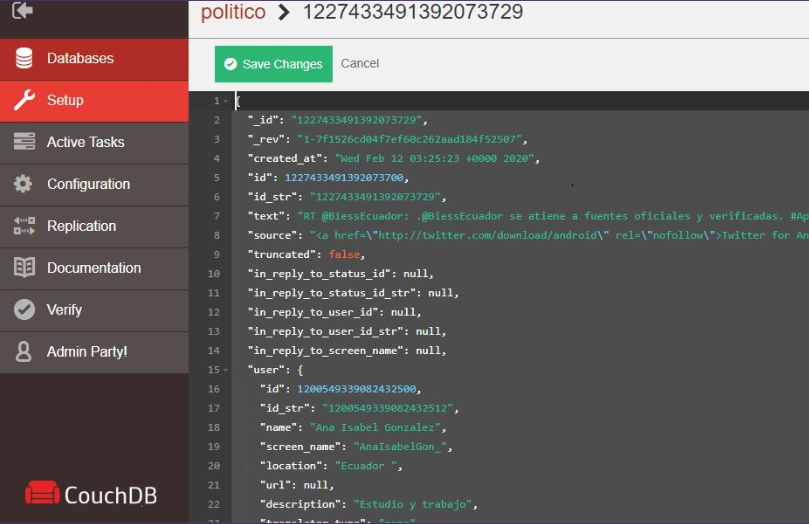 politico > 1227433491392073729
Save Changes Cancel
Databases
Setup
Active Tasks
Configuration
Replication
Documentation
Verify
Admin Party!
CouchDB
1 {
2 "_id": "1227433491392073729",
3 "_rev": "1-7f1526cd04f7ef60c262aad184f52507",
4 "created_at": "Wed Feb 12 03:25:23 +0000 2020",
5 "id": 1227433491392073700,
6 "id_str": "1227433491392073729",
7 "text": "RT @BiessEcuador: .@BiessEcuador se atiene a fuentes oficiales y verificadas. #Ap
8 "source": "<a href=\"http://twitter.com/download/android\" rel=\"nofollow\">Twitter for An
9 "truncated": false,
10 "in_reply_to_status_id": null,
11 "in_reply_to_status_id_str": null,
12 "in_reply_to_user_id": null,
13 "in_reply_to_user_id_str": null,
14 "in_reply_to_screen_name": null,
15 "user": {
16 "id": 1200549339082432500,
17 "id_str": "1200549339082432512",
18 "name": "Ana Isabel Gonzalez",
19 "screen_name": "AnaIsabelGon_",
20 "location": "Ecuador ",
21 "url": null,
22 "description": "Estudio y trabajo",